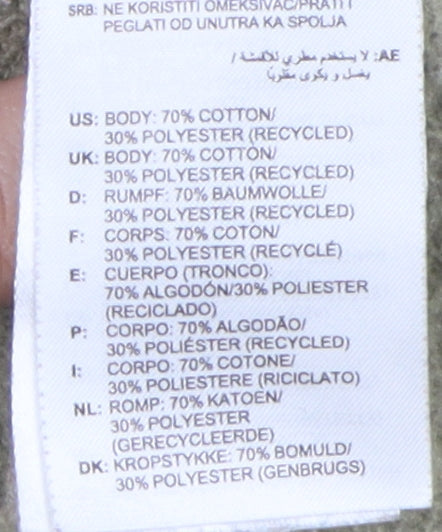 SRB: NE KORISTITI OMEKSIVAČ/PRATI I
PEGLATI OD UNUTRA KA SPOLJA
AE: لا يستخدم مطري للأقمشة /
يغسل و يكوى مقلوبًا
US: BODY: 70% COTTON/
30% POLYESTER (RECYCLED)
UK: BODY: 70% COTTON/
30% POLYESTER (RECYCLED)
D: RUMPF: 70% BAUMWOLLE/
30% POLYESTER (RECYCLED)
F: CORPS: 70% COTON/
30% POLYESTER (RECYCLÉ)
E: CUERPO (TRONCO):
70% ALGODÓN/30% POLIESTER
(RECICLADO)
P: CORPO: 70% ALGODÃO/
30% POLIÉSTER (RECYCLED)
I: CORPO: 70% COTONE/
30% POLIESTERE (RICICLATO)
NL: ROMP: 70% KATOEN/
30% POLYESTER
(GERECYCLEERDE)
DK: KROPSTYKKE: 70% BOMULD/
30% POLYESTER (GENBRUGS)